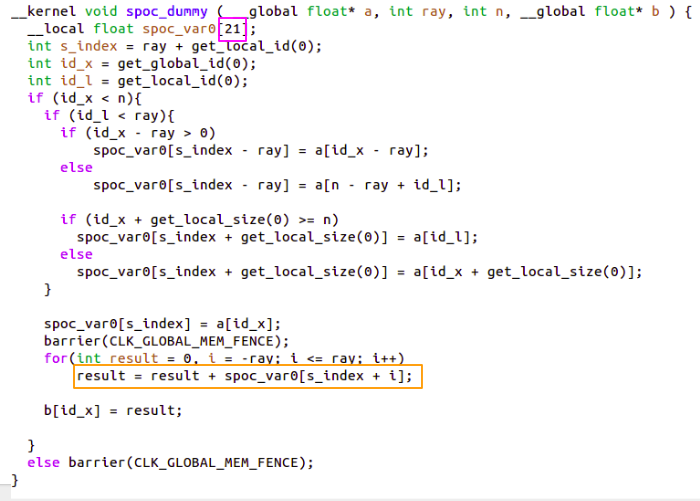 __kernel void spoc_dummy ( __global float* a, int ray, int n, __global float* b ) {
  __local float spoc_var0[21];
  int s_index = ray + get_local_id(0);
  int id_x = get_global_id(0);
  int id_l = get_local_id(0);
  if (id_x < n){
    if (id_l < ray){
      if (id_x - ray > 0)
          spoc_var0[s_index - ray] = a[id_x - ray];
      else
          spoc_var0[s_index - ray] = a[n - ray + id_l];

      if (id_x + get_local_size(0) >= n)
        spoc_var0[s_index + get_local_size(0)] = a[id_l];
      else
        spoc_var0[s_index + get_local_size(0)] = a[id_x + get_local_size(0)];
    }

    spoc_var0[s_index] = a[id_x];
    barrier(CLK_GLOBAL_MEM_FENCE);
    for(int result = 0, i = -ray; i <= ray; i++)
        result = result + spoc_var0[s_index + i];

    b[id_x] = result;

  }
  else barrier(CLK_GLOBAL_MEM_FENCE);
}